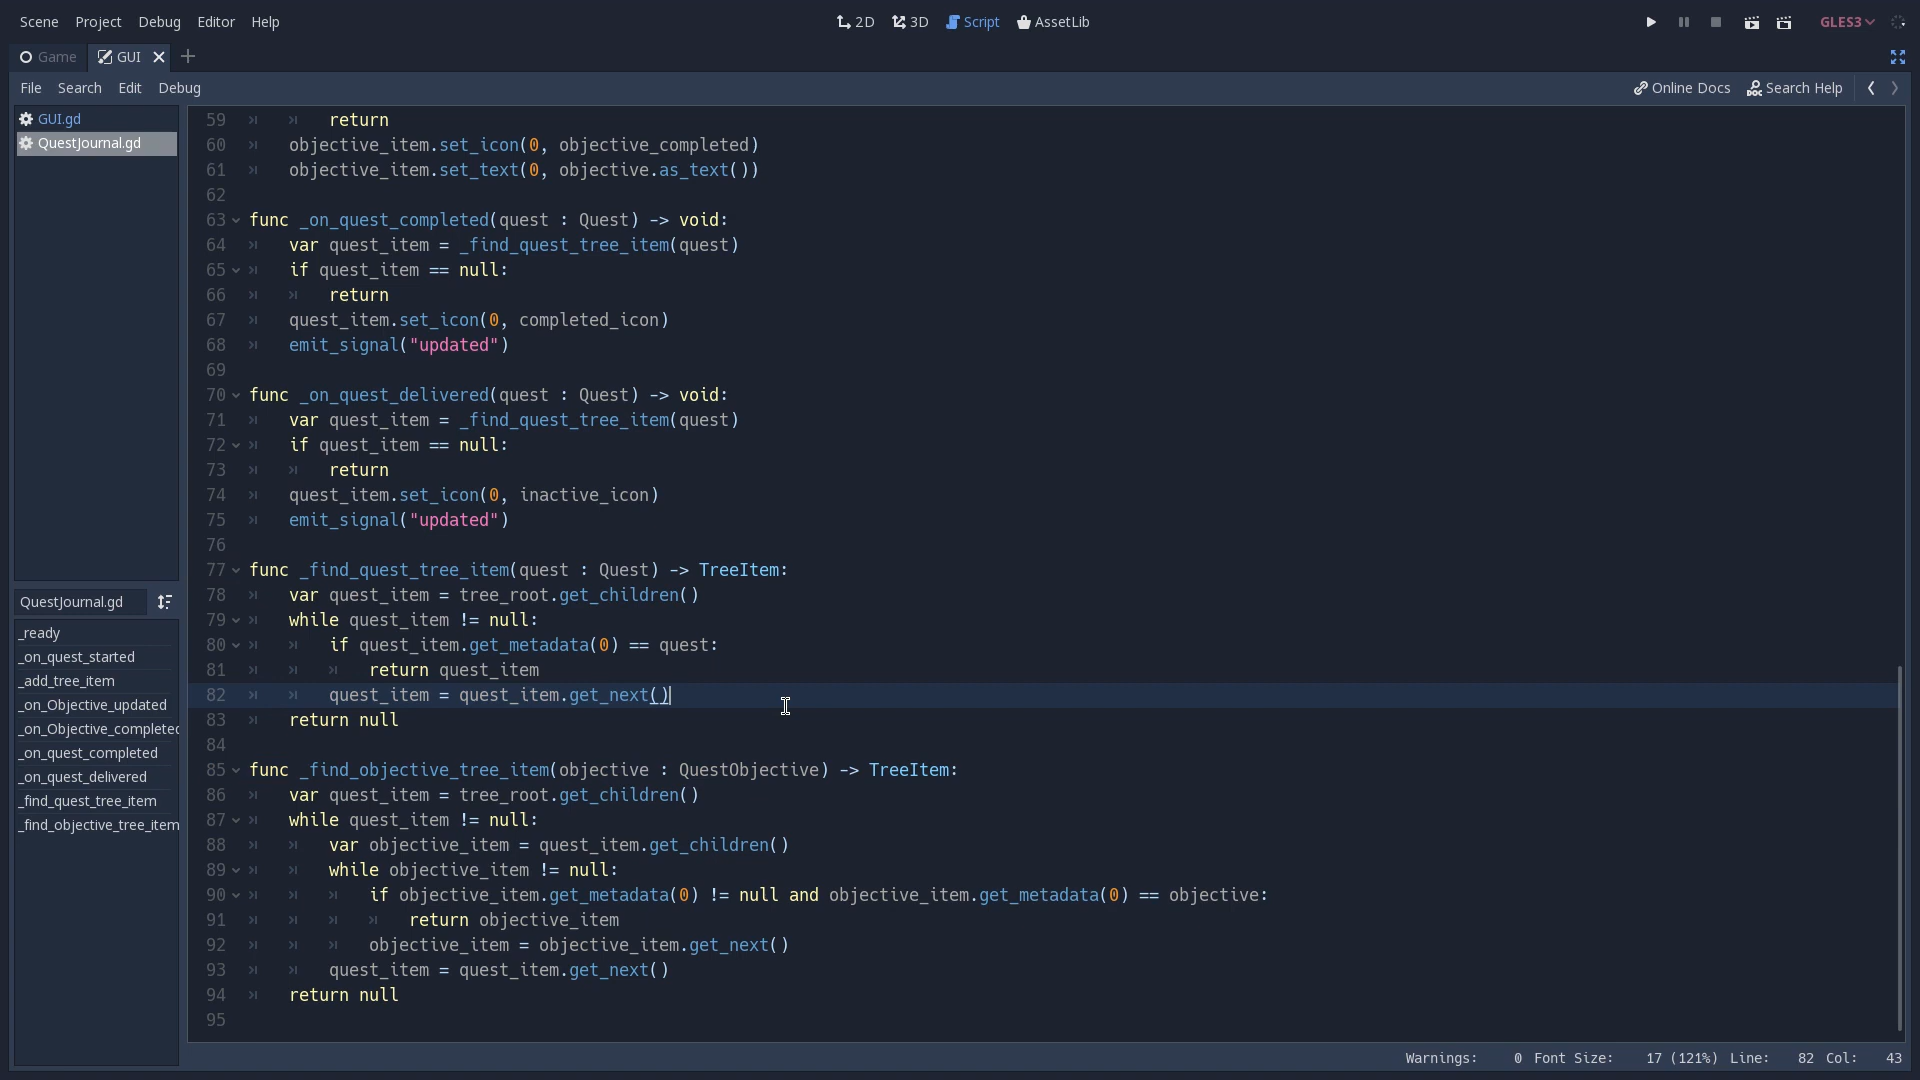 Scene Project Debug Editor Help 2D 3D Script AssetLib GLES3
Game GUI
File Search Edit Debug Online Docs Search Help
GUI.gd
QuestJournal.gd
59 return
60 objective_item.set_icon(0, objective_completed)
61 objective_item.set_text(0, objective.as_text())
62
63 func _on_quest_completed(quest : Quest) -> void:
64 var quest_item = _find_quest_tree_item(quest)
65 if quest_item == null:
66 return
67 quest_item.set_icon(0, completed_icon)
68 emit_signal("updated")
69
70 func _on_quest_delivered(quest : Quest) -> void:
71 var quest_item = _find_quest_tree_item(quest)
72 if quest_item == null:
73 return
74 quest_item.set_icon(0, inactive_icon)
75 emit_signal("updated")
76
77 func _find_quest_tree_item(quest : Quest) -> TreeItem:
78 var quest_item = tree_root.get_children()
79 while quest_item != null:
80 if quest_item.get_metadata(0) == quest:
81 return quest_item
82 quest_item = quest_item.get_next()
83 return null
84
85 func _find_objective_tree_item(objective : QuestObjective) -> TreeItem:
86 var quest_item = tree_root.get_children()
87 while quest_item != null:
88 var objective_item = quest_item.get_children()
89 while objective_item != null:
90 if objective_item.get_metadata(0) != null and objective_item.get_metadata(0) == objective:
91 return objective_item
92 objective_item = objective_item.get_next()
93 quest_item = quest_item.get_next()
94 return null
95
QuestJournal.gd
_ready
_on_quest_started
_add_tree_item
_on_Objective_updated
_on_Objective_completed
_on_quest_completed
_on_quest_delivered
_find_quest_tree_item
_find_objective_tree_item
Warnings: 0 Font Size: 17 (121%) Line: 82 Col: 43